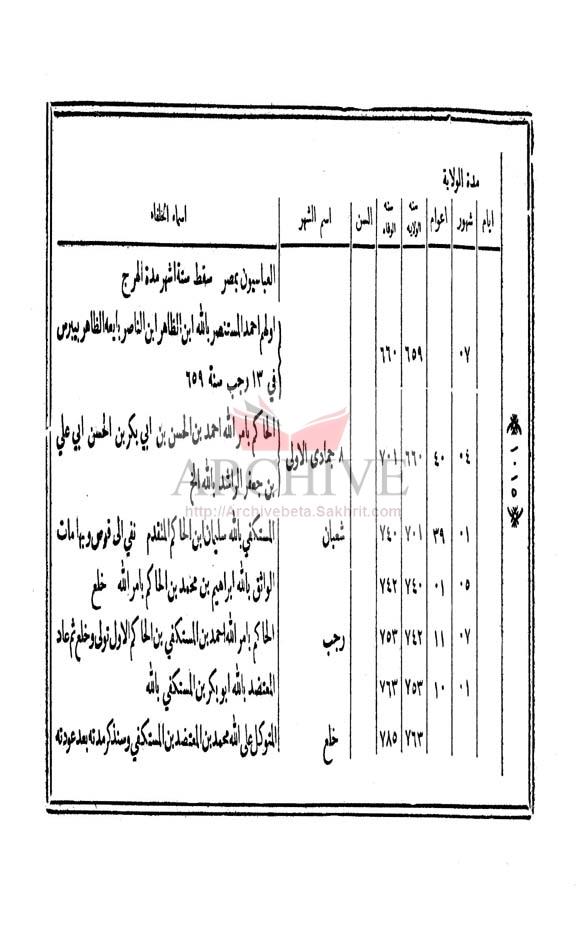 مدة الولاية
ايام | شهور | اعوام | سنة الولاية | سنة الوفاة | السن | اسم الشهر | اسماء الخلفاء
العباسيون بمصر سقط ستة اشهر مدة الهرج
٠٧ | ٦٥٩ | ٦٦٠ | اولهم احمد المستنصر بالله ابن الظاهر ابن الناصر بايعه الظاهر بيبرس
في ١٣ رجب سنة ٦٥٩
٠٤ | ٤٠ | ٦٦٠ | ٧٠١ | ٨ جمادى الاولى | الحاكم بامر الله احمد بن الحسن بن ابي بكر بن الحسن ابي علي
بن جعفر الراشد بالله الخ
٠١ | ٣٩ | ٧٠١ | ٧٤٠ | شعبان | المستكفي بالله سليمان ابن الحاكم المتقدم نفي الى قوص وبها مات
٠٥ | ٠١ | ٧٤٠ | ٧٤٢ | الواثق بالله ابراهيم بن محمد بن الحاكم بامر الله خلع
٠٧ | ١١ | ٧٤٢ | ٧٥٣ | رجب | الحاكم بامر الله احمد بن المستكفي بن الحاكم الاول تولى وخلع ثم عاد
٠١ | ١٠ | ٧٥٣ | ٧٦٣ | المعتضد بالله ابو بكر بن المستكفي بالله
٧٦٣ | ٧٨٥ | خلع | المتوكل على الله محمد بن المعتضد بن المستكفي وسنذكر مدته بعد عودته
١٠١٥
ARCHIVE
http://Archivebeta.Sakhrit.com